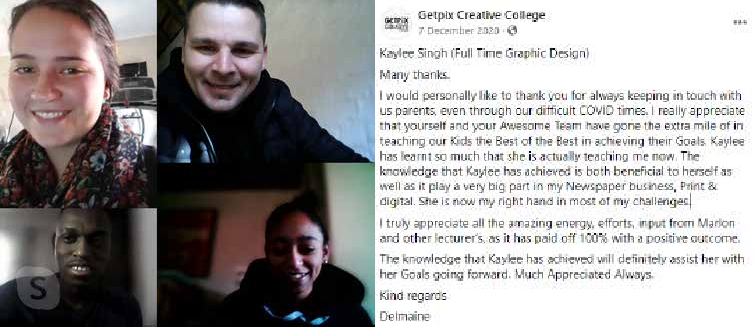 Getpix Creative College
7 December 2020 ·
Kaylee Singh (Full Time Graphic Design)
Many thanks.
I would personally like to thank you for always keeping in touch with
us parents, even through our difficult COVID times. I really appreciate
that yourself and your Awesome Team have gone the extra mile of in
teaching our Kids the Best of the Best in achieving their Goals. Kaylee
has learnt so much that she is actually teaching me now. The
knowledge that Kaylee has achieved is both beneficial to herself as
well as it play a very big part in my Newspaper business, Print &
digital. She is now my right hand in most of my challenges.
I truly appreciate all the amazing energy, efforts, input from Marlon
and other lecturer's, as it has paid off 100% with a positive outcome.
The knowledge that Kaylee has achieved will definitely assist her with
her Goals going forward. Much Appreciated Always.
Kind regards
Delmaine